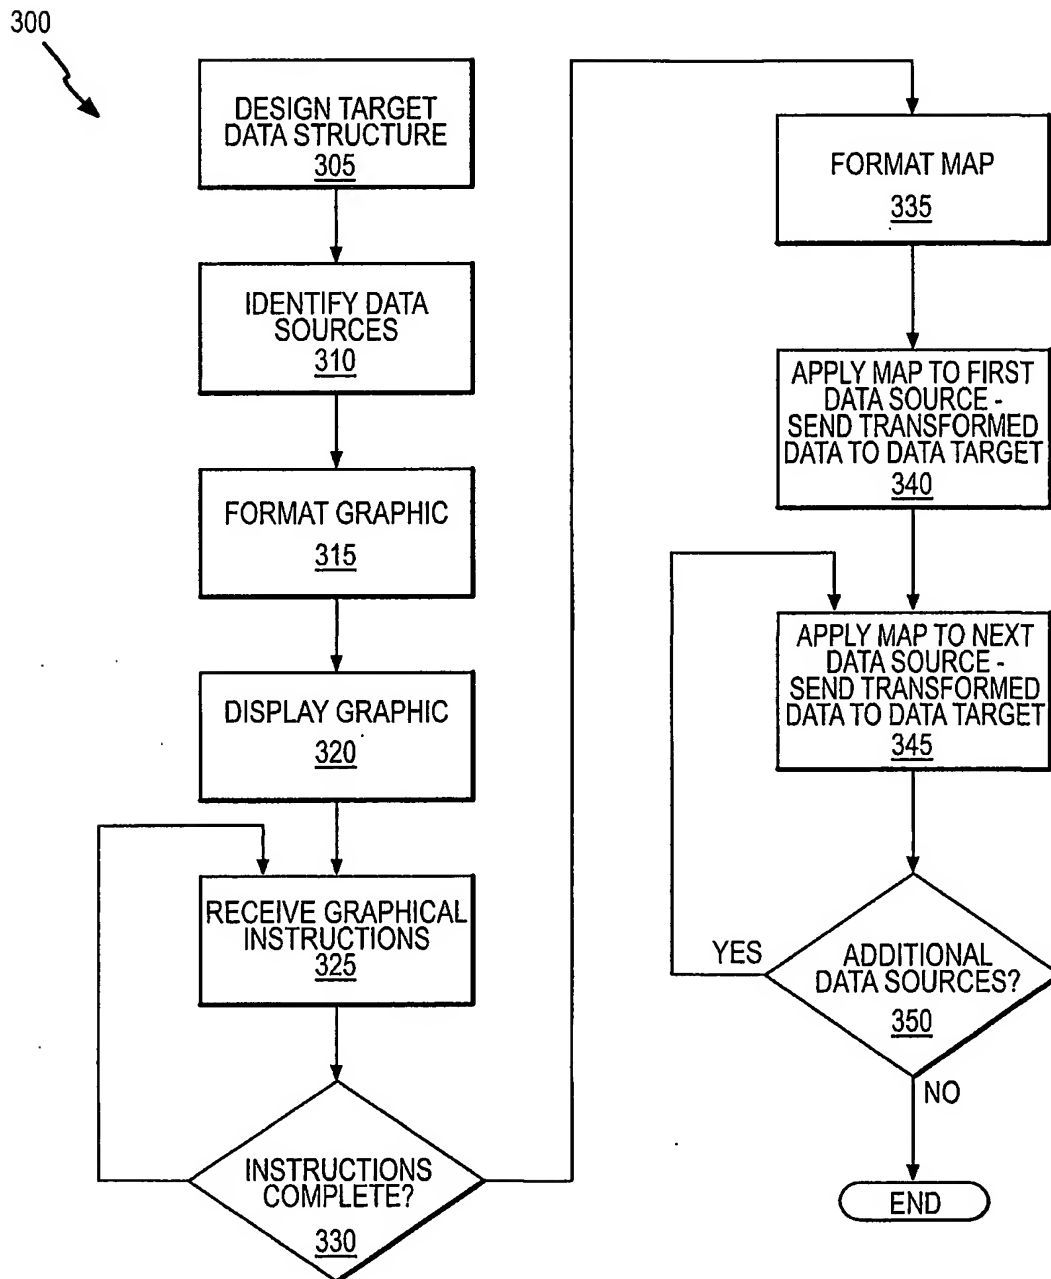 300
DESIGN TARGET
DATA STRUCTURE
305
IDENTIFY DATA
SOURCES
310
FORMAT GRAPHIC
315
DISPLAY GRAPHIC
320
RECEIVE GRAPHICAL
INSTRUCTIONS
325
INSTRUCTIONS
COMPLETE?
330
FORMAT MAP
335
APPLY MAP TO FIRST
DATA SOURCE -
SEND TRANSFORMED
DATA TO DATA TARGET
340
APPLY MAP TO NEXT
DATA SOURCE -
SEND TRANSFORMED
DATA TO DATA TARGET
345
YES
ADDITIONAL
DATA SOURCES?
350
NO
END